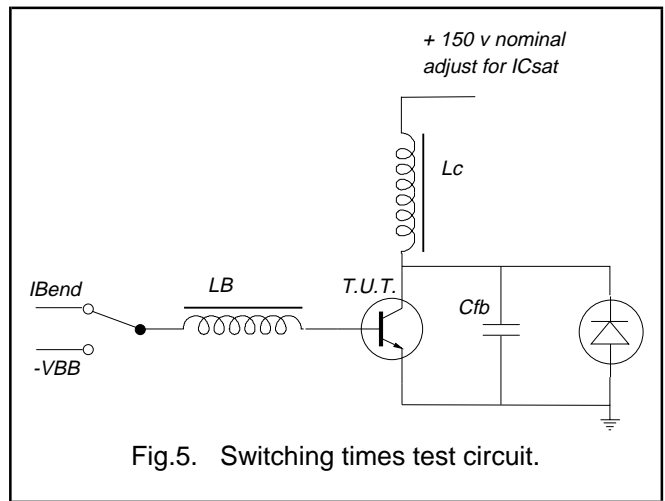 + 150 v nominal
adjust for ICsat
Lc
IBend
LB
T.U.T.
Cfb
-VBB
Fig.5. Switching times test circuit.